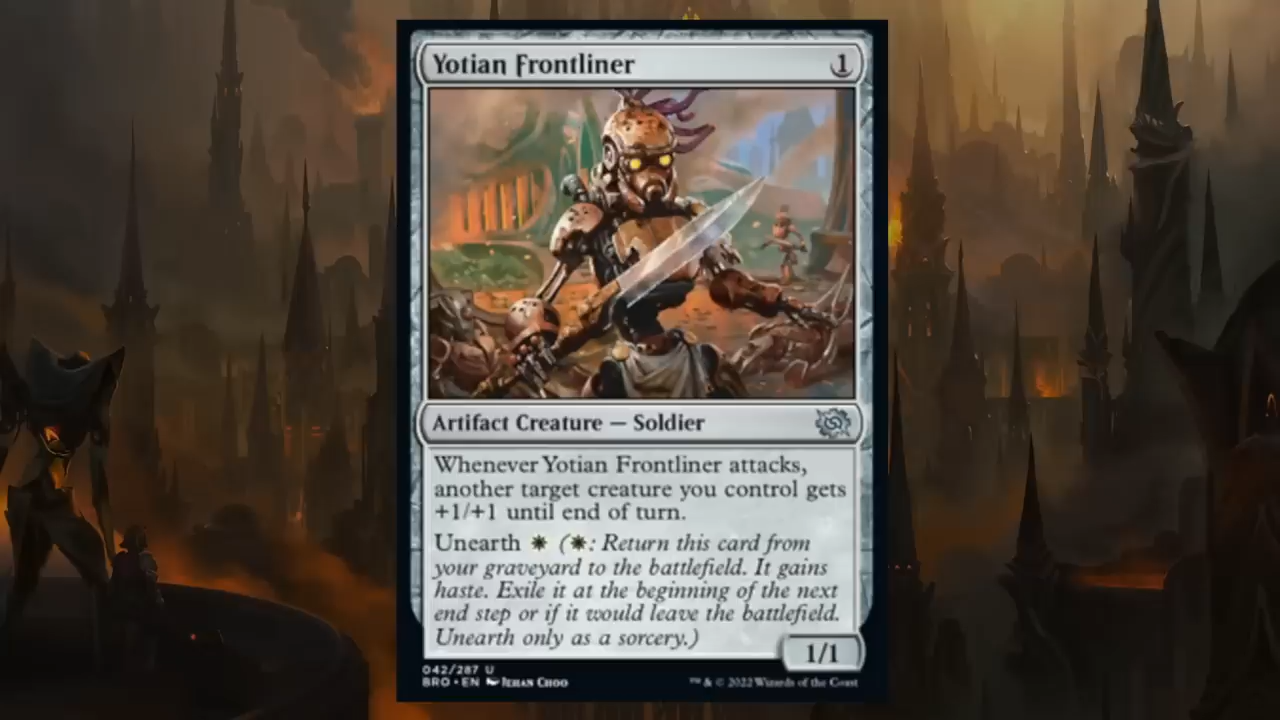 Yotian Frontliner 1
Artifact Creature — Soldier
Whenever Yotian Frontliner attacks,
another target creature you control gets
+1/+1 until end of turn.
Unearth (: Return this card from
your graveyard to the battlefield. It gains
haste. Exile it at the beginning of the next
end step or if it would leave the battlefield.
Unearth only as a sorcery.)
1/1
042/287 U
BRO • EN Jehan Choo
™ & © 2022 Wizards of the Coast